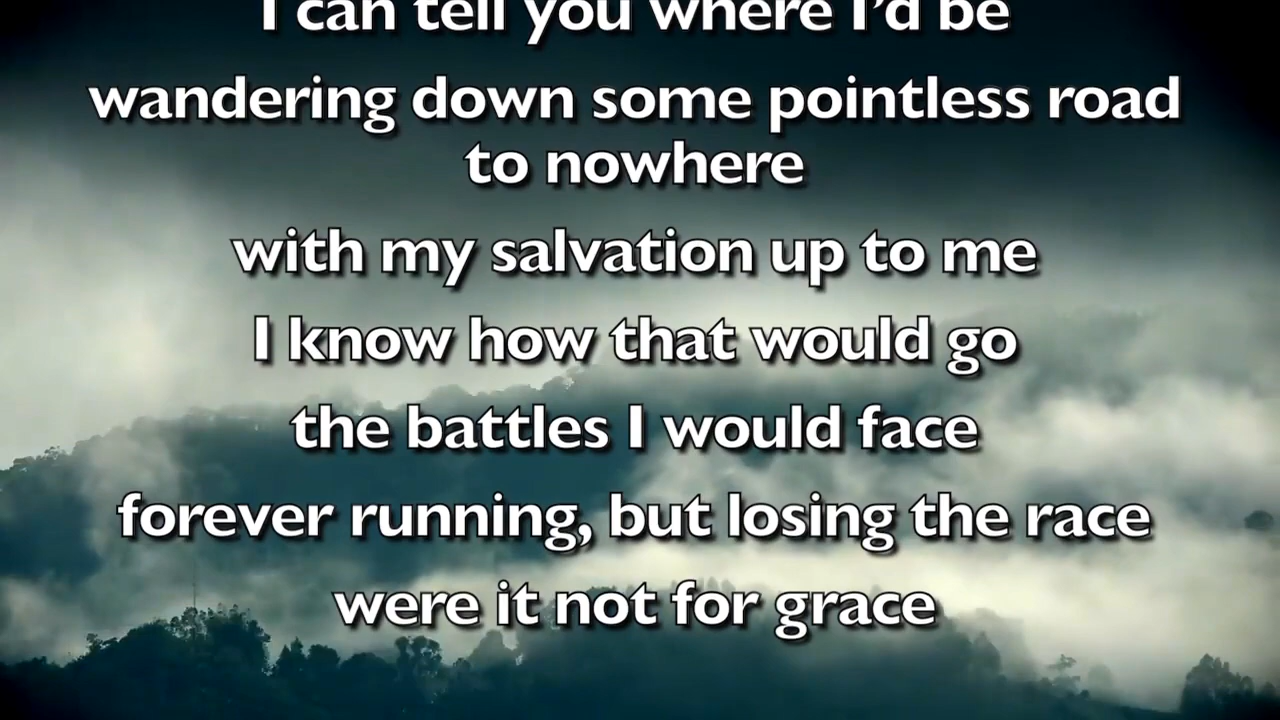 I can tell you where I'd be
wandering down some pointless road
to nowhere
with my salvation up to me
I know how that would go
the battles I would face
forever running, but losing the race
were it not for grace